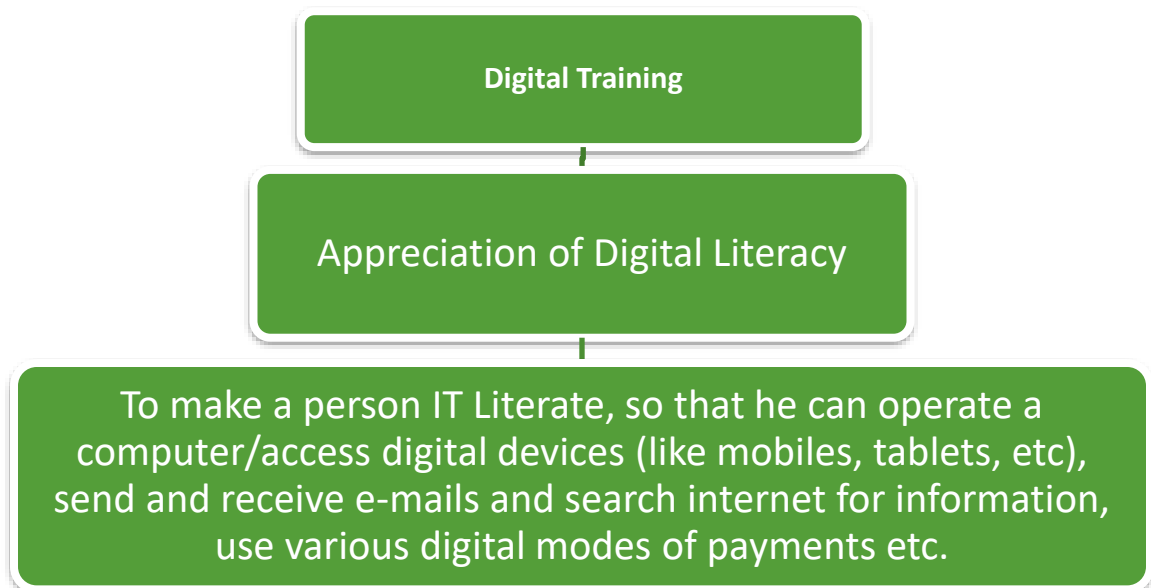 Digital Training
Appreciation of Digital Literacy
To make a person IT Literate, so that he can operate a
computer/access digital devices (like mobiles, tablets, etc),
send and receive e-mails and search internet for information,
use various digital modes of payments etc.